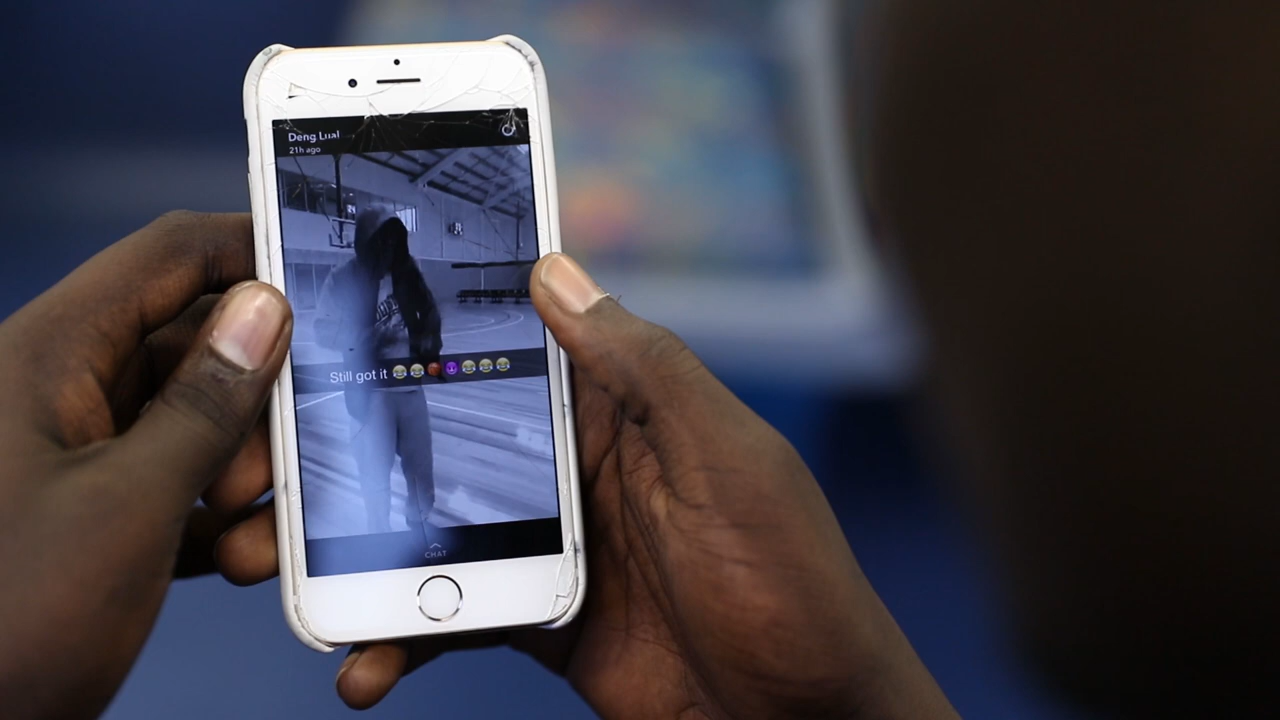 Deng Lual
21h ago
Still got it 😂😂🏀😈😂😂😂
CHAT